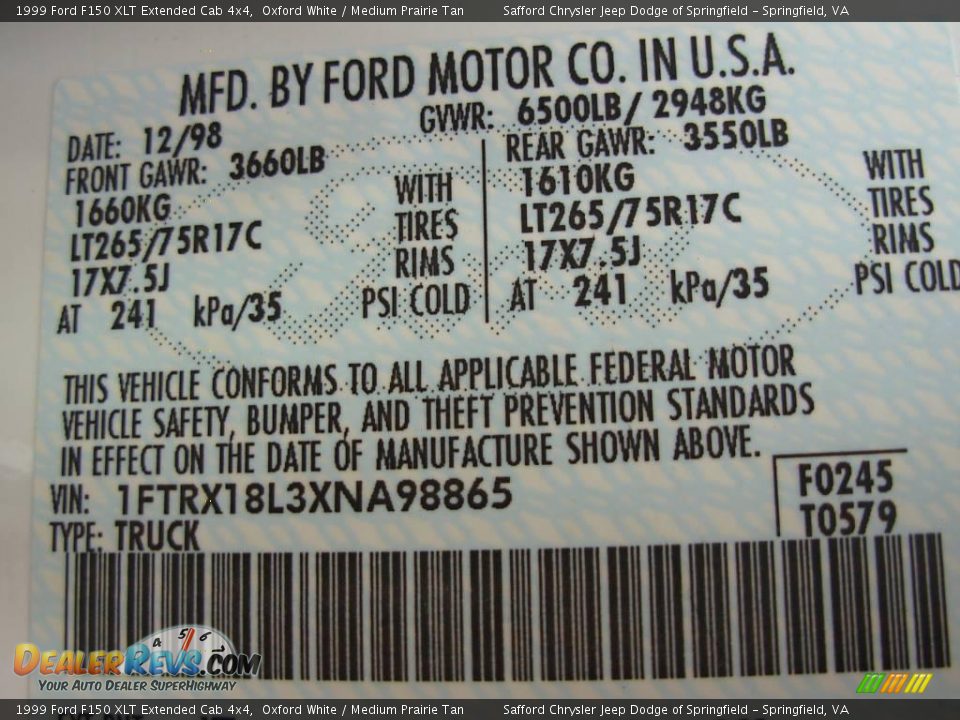 1999 Ford F150 XLT Extended Cab 4x4, Oxford White / Medium Prairie Tan Safford Chrysler Jeep Dodge of Springfield - Springfield, VA
MFD. BY FORD MOTOR CO. IN U.S.A.
DATE: 12/98 GVWR: 6500LB/ 2948KG
FRONT GAWR: 3660LB REAR GAWR: 3550LB
1660KG WITH 1610KG WITH
LT265/75R17C TIRES LT265/75R17C TIRES
17X7.5J RIMS 17X7.5J RIMS
AT 241 kPa/35 PSI COLD AT 241 kPa/35 PSI COLD
THIS VEHICLE CONFORMS TO ALL APPLICABLE FEDERAL MOTOR
VEHICLE SAFETY, BUMPER, AND THEFT PREVENTION STANDARDS
IN EFFECT ON THE DATE OF MANUFACTURE SHOWN ABOVE.
VIN: 1FTRX18L3XNA98865 F0245
TYPE: TRUCK T0579
4 5 6
DEALERREVS.COM
YOUR AUTO DEALER SUPERHIGHWAY
1999 Ford F150 XLT Extended Cab 4x4, Oxford White / Medium Prairie Tan Safford Chrysler Jeep Dodge of Springfield - Springfield, VA